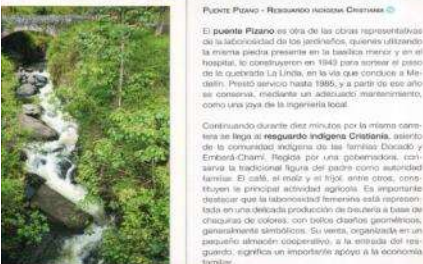 PUENTE PIZANO - RESGUARDO INDÍGENA CRISTIANÍA
El puente Pizano es otra de las obras representativas
de la laboriosidad de los jardineños, quienes utilizando
la misma piedra presente en la basílica menor y en el
hospital, lo construyeron en 1943 para sortear el paso
de la quebrada La Linda, en la vía que conduce a Me-
dellín. Prestó servicio hasta 1985, y a partir de ese año
se conserva, mediante un adecuado mantenimiento,
como una joya de la ingeniería local.
Continuando durante diez minutos por la misma carre-
tera se llega al resguardo indígena Cristianía, asiento
de la comunidad indígena de las familias Docadó y
Emberá-Chamí. Regida por una gobernadora, con-
serva la tradicional figura del padre como autoridad
familiar. El café, el maíz y el frijol, entre otros, cons-
tituyen le principal actividad agrícola. Es importante
destacar que la laboriosidad femenina está represen-
tada en una delicada producción de bisutería a base de
chaquiras de colores, con bellos diseños geométricos,
generalmente simbólicos. Su venta, organizada en un
pequeño almacén cooperativo, a la entrada del res-
guardo, significa un importante apoyo a la economía
familiar.